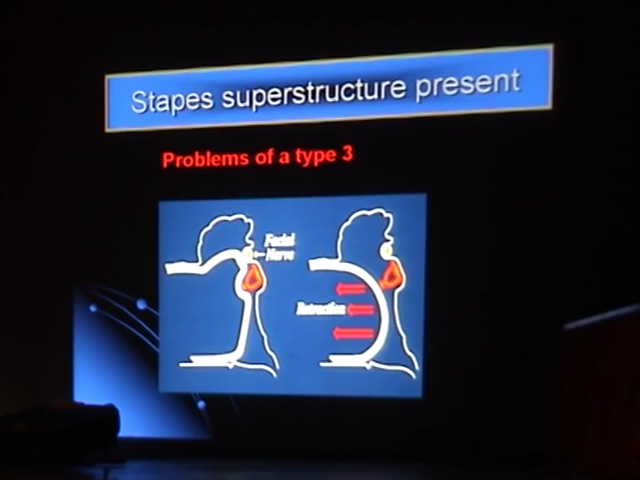 Stapes superstructure present
Problems of a type 3
Facial
Nerve
Retraction